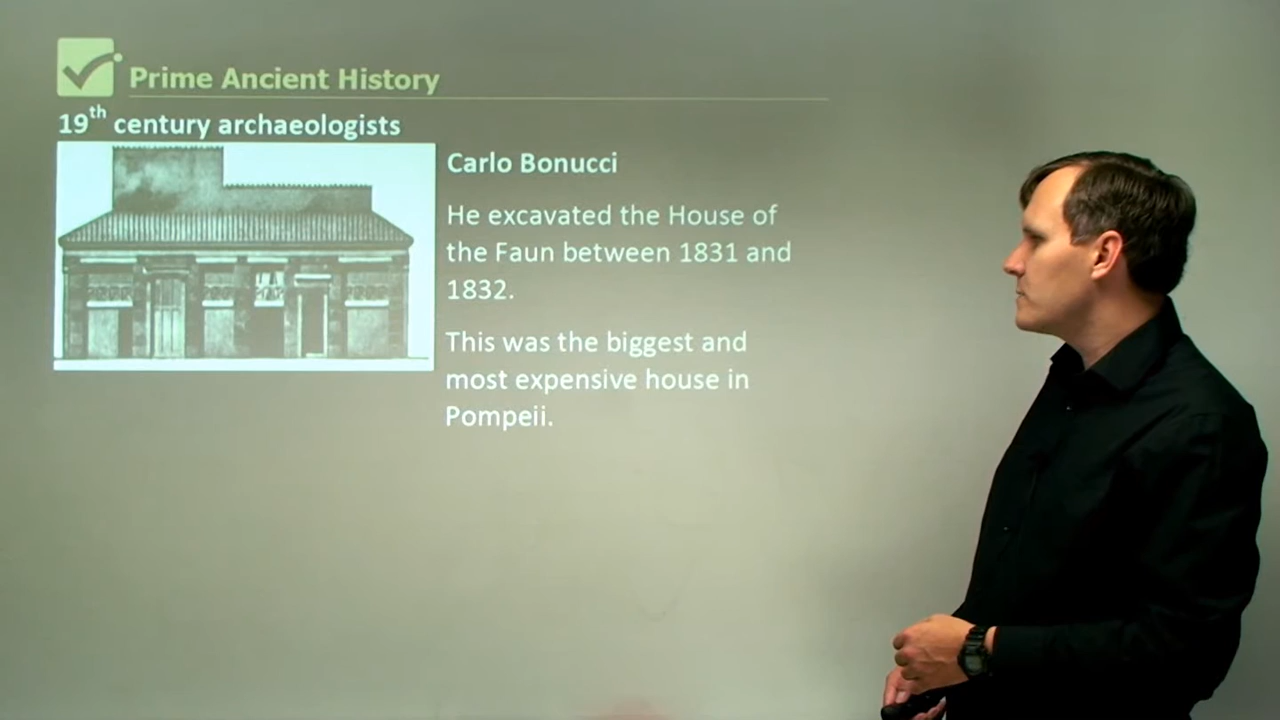 Prime Ancient History
19th century archaeologists
Carlo Bonucci
He excavated the House of
the Faun between 1831 and
1832.
This was the biggest and
most expensive house in
Pompeii.